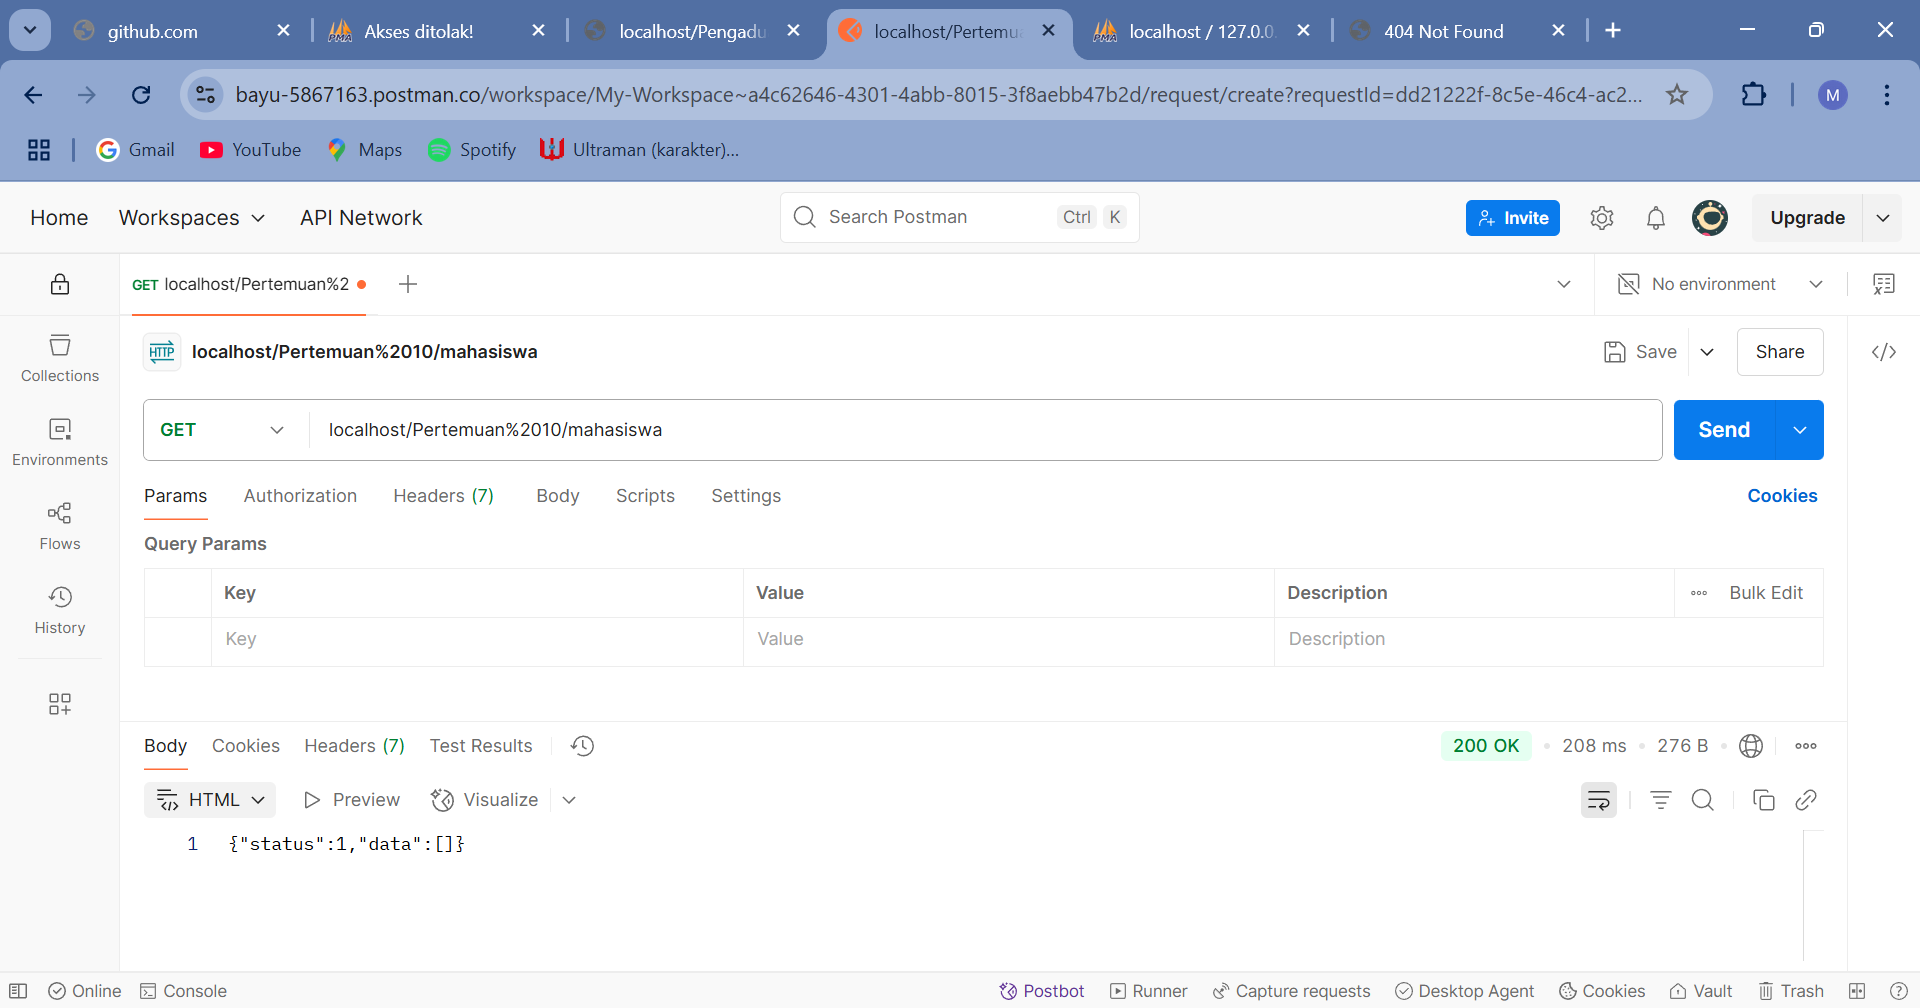 github.com
Akses ditolak!
localhost/Pengadu
localhost/Pertemua
localhost / 127.0.0.
404 Not Found
bayu-5867163.postman.co/workspace/My-Workspace~a4c62646-4301-4abb-8015-3f8aebb47b2d/request/create?requestId=dd21222f-8c5e-46c4-ac2...
M
Gmail
YouTube
Maps
Spotify
Ultraman (karakter)...
Home
Workspaces
API Network
Search Postman
Ctrl
K
Invite
Upgrade
GET localhost/Pertemuan%2
No environment
Collections
Environments
Flows
History
HTTP
localhost/Pertemuan%2010/mahasiswa
Save
Share
GET
localhost/Pertemuan%2010/mahasiswa
Send
Params
Authorization
Headers (7)
Body
Scripts
Settings
Cookies
Query Params
Key
Value
Description
Bulk Edit
Key
Value
Description
Body
Cookies
Headers (7)
Test Results
200 OK
208 ms
276 B
HTML
Preview
Visualize
1 {"status":1,"data":[]}
Online
Console
Postbot
Runner
Capture requests
Desktop Agent
Cookies
Vault
Trash